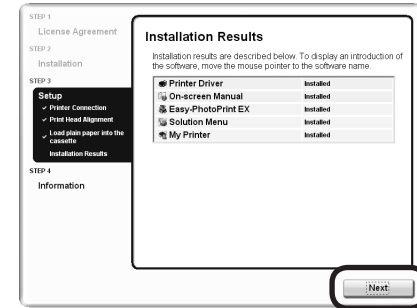 STEP 1
License Agreement
STEP 2
Installation
STEP 3
Setup
Printer Connection
Print Head Alignment
Load plain paper into the
cassette
Installation Results
STEP 4
Information
Installation Results
Installation results are described below. To display an introduction of
the software, move the mouse pointer to the software name.
Printer Driver Installed
On-screen Manual Installed
Easy-PhotoPrint EX Installed
Solution Menu Installed
My Printer Installed
Next